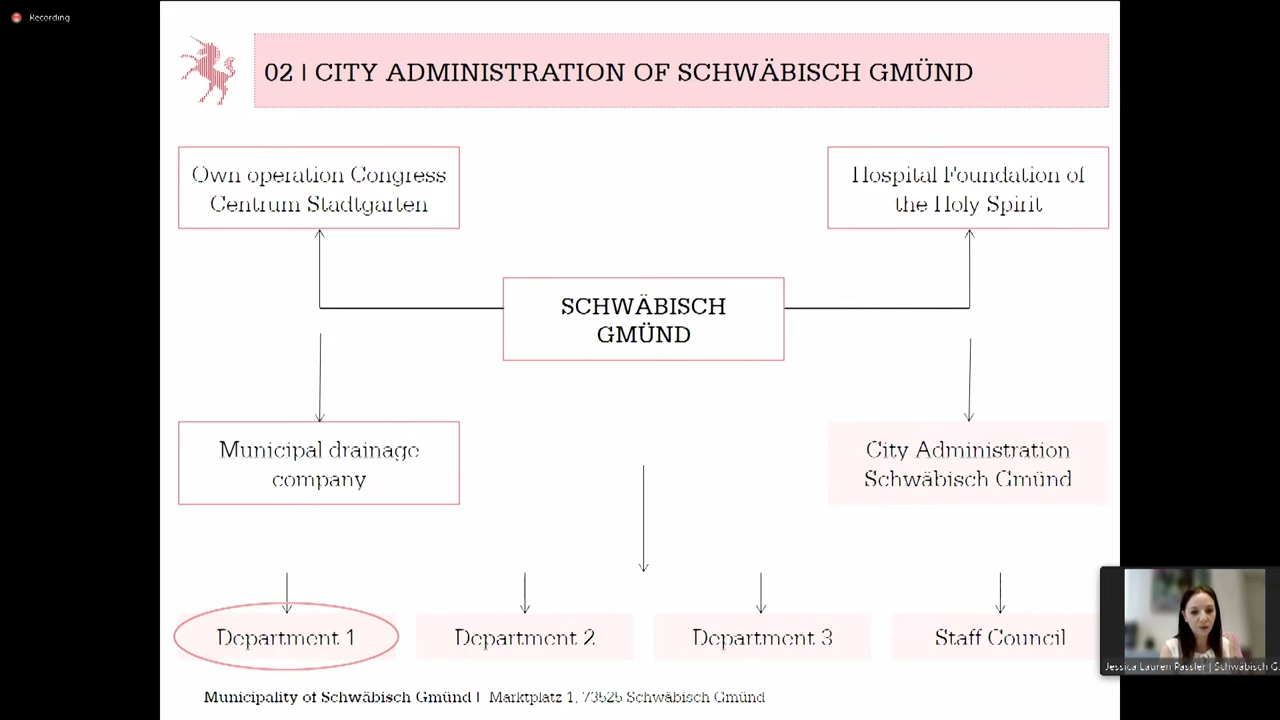 Recording
02 | CITY ADMINISTRATION OF SCHWÄBISCH GMÜND
Own operation Congress
Centrum Stadtgarten
Hospital Foundation of
the Holy Spirit
SCHWÄBISCH
GMÜND
Municipal drainage
company
City Administration
Schwäbisch Gmünd
Department 1
Department 2
Department 3
Staff Council
Jessica Lauren Passler | Schwäbisch G.
Municipality of Schwäbisch Gmünd | Marktplatz 1, 73525 Schwäbisch Gmünd